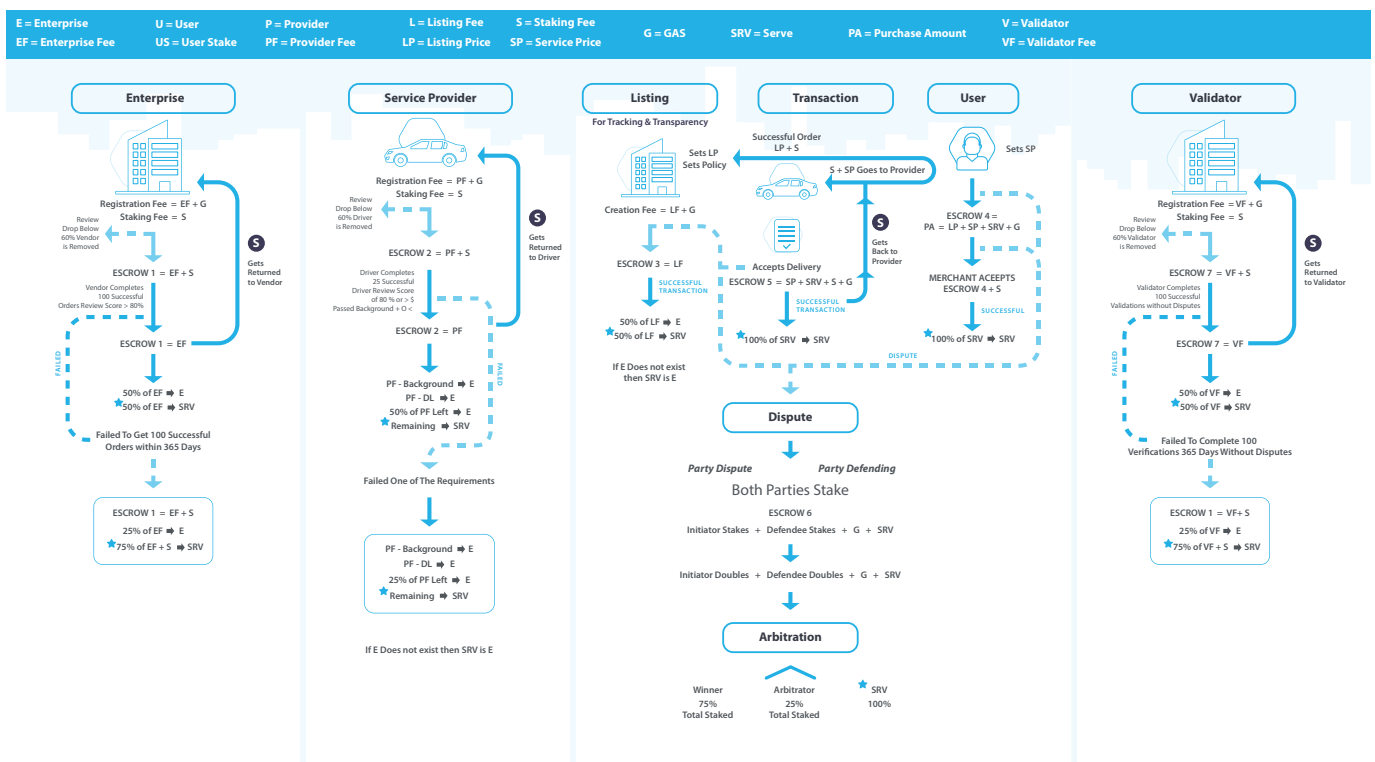 E = Enterprise
EF = Enterprise Fee
U = User
US = User Stake
P = Provider
PF = Provider Fee
L = Listing Fee
LP = Listing Price
S = Staking Fee
SP = Service Price
G = GAS
SRV = Serve
PA = Purchase Amount
V = Validator
VF = Validator Fee
Enterprise
Registration Fee = EF + G
Staking Fee = S
Review
Drop Below
60% Vendor
is Removed
S
Gets
Returned
to Vendor
ESCROW 1 = EF + S
Vendor Completes
100 Successful
Orders Review Score > 80%
ESCROW 1 = EF
FAILED
50% of EF ➡ E
★50% of EF ➡ SRV
Failed To Get 100 Successful
Orders within 365 Days
ESCROW 1 = EF + S
25% of EF ➡ E
★75% of EF + S ➡ SRV
Service Provider
Registration Fee = PF + G
Staking Fee = S
Review
Drop Below
60% Driver
is Removed
S
Gets
Returned
to Driver
ESCROW 2 = PF + S
Driver Completes
25 Successful
Driver Review Score
of 80 % or > $
Passed Background + O <
ESCROW 2 = PF
FAILED
PF - Background ➡ E
PF - DL ➡ E
50% of PF Left ➡ E
★Remaining ➡ SRV
Failed One of The Requirements
PF - Background ➡ E
PF - DL ➡ E
25% of PF Left ➡ E
★Remaining ➡ SRV
If E Does not exist then SRV is E
Listing
For Tracking & Transparency
Sets LP
Sets Policy
Creation Fee = LF + G
ESCROW 3 = LF
SUCCESSFUL
TRANSACTION
50% of LF ➡ E
★50% of LF ➡ SRV
If E Does not exist
then SRV is E
Transaction
Successful Order
LP + S
S + SP Goes to Provider
S
Gets
Back to
Provider
Accepts Delivery
ESCROW 5 = SP + SRV + S + G
SUCCESSFUL
TRANSACTION
★100% of SRV ➡ SRV
User
Sets SP
ESCROW 4 =
PA = LP + SP + SRV + G
MERCHANT ACEEPTS
ESCROW 4 + S
SUCCESSFUL
★100% of SRV ➡ SRV
DISPUTE
Dispute
Party Dispute
Party Defending
Both Parties Stake
ESCROW 6
Initiator Stakes + Defendee Stakes + G + SRV
Initiator Doubles + Defendee Doubles + G + SRV
Arbitration
Winner
75%
Total Staked
Arbitrator
25%
Total Staked
★ SRV
100%
Validator
Registration Fee = VF + G
Staking Fee = S
Review
Drop Below
60% Validator
is Removed
S
Gets
Returned
to Validator
ESCROW 7 = VF + S
Validator Completes
100 Successful
Validations without Disputes
ESCROW 7 = VF
FAILED
50% of VF ➡ E
★50% of VF ➡ SRV
Failed To Complete 100
Verifications 365 Days Without Disputes
ESCROW 1 = VF+ S
25% of VF ➡ E
★75% of VF + S ➡ SRV